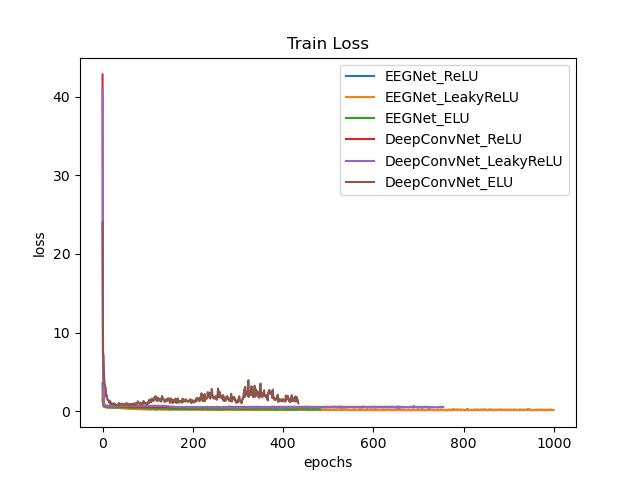 Train Loss
EEGNet_ReLU
EEGNet_LeakyReLU
EEGNet_ELU
DeepConvNet_ReLU
DeepConvNet_LeakyReLU
DeepConvNet_ELU
40
30
20
10
0
loss
0 200 400 600 800 1000
epochs